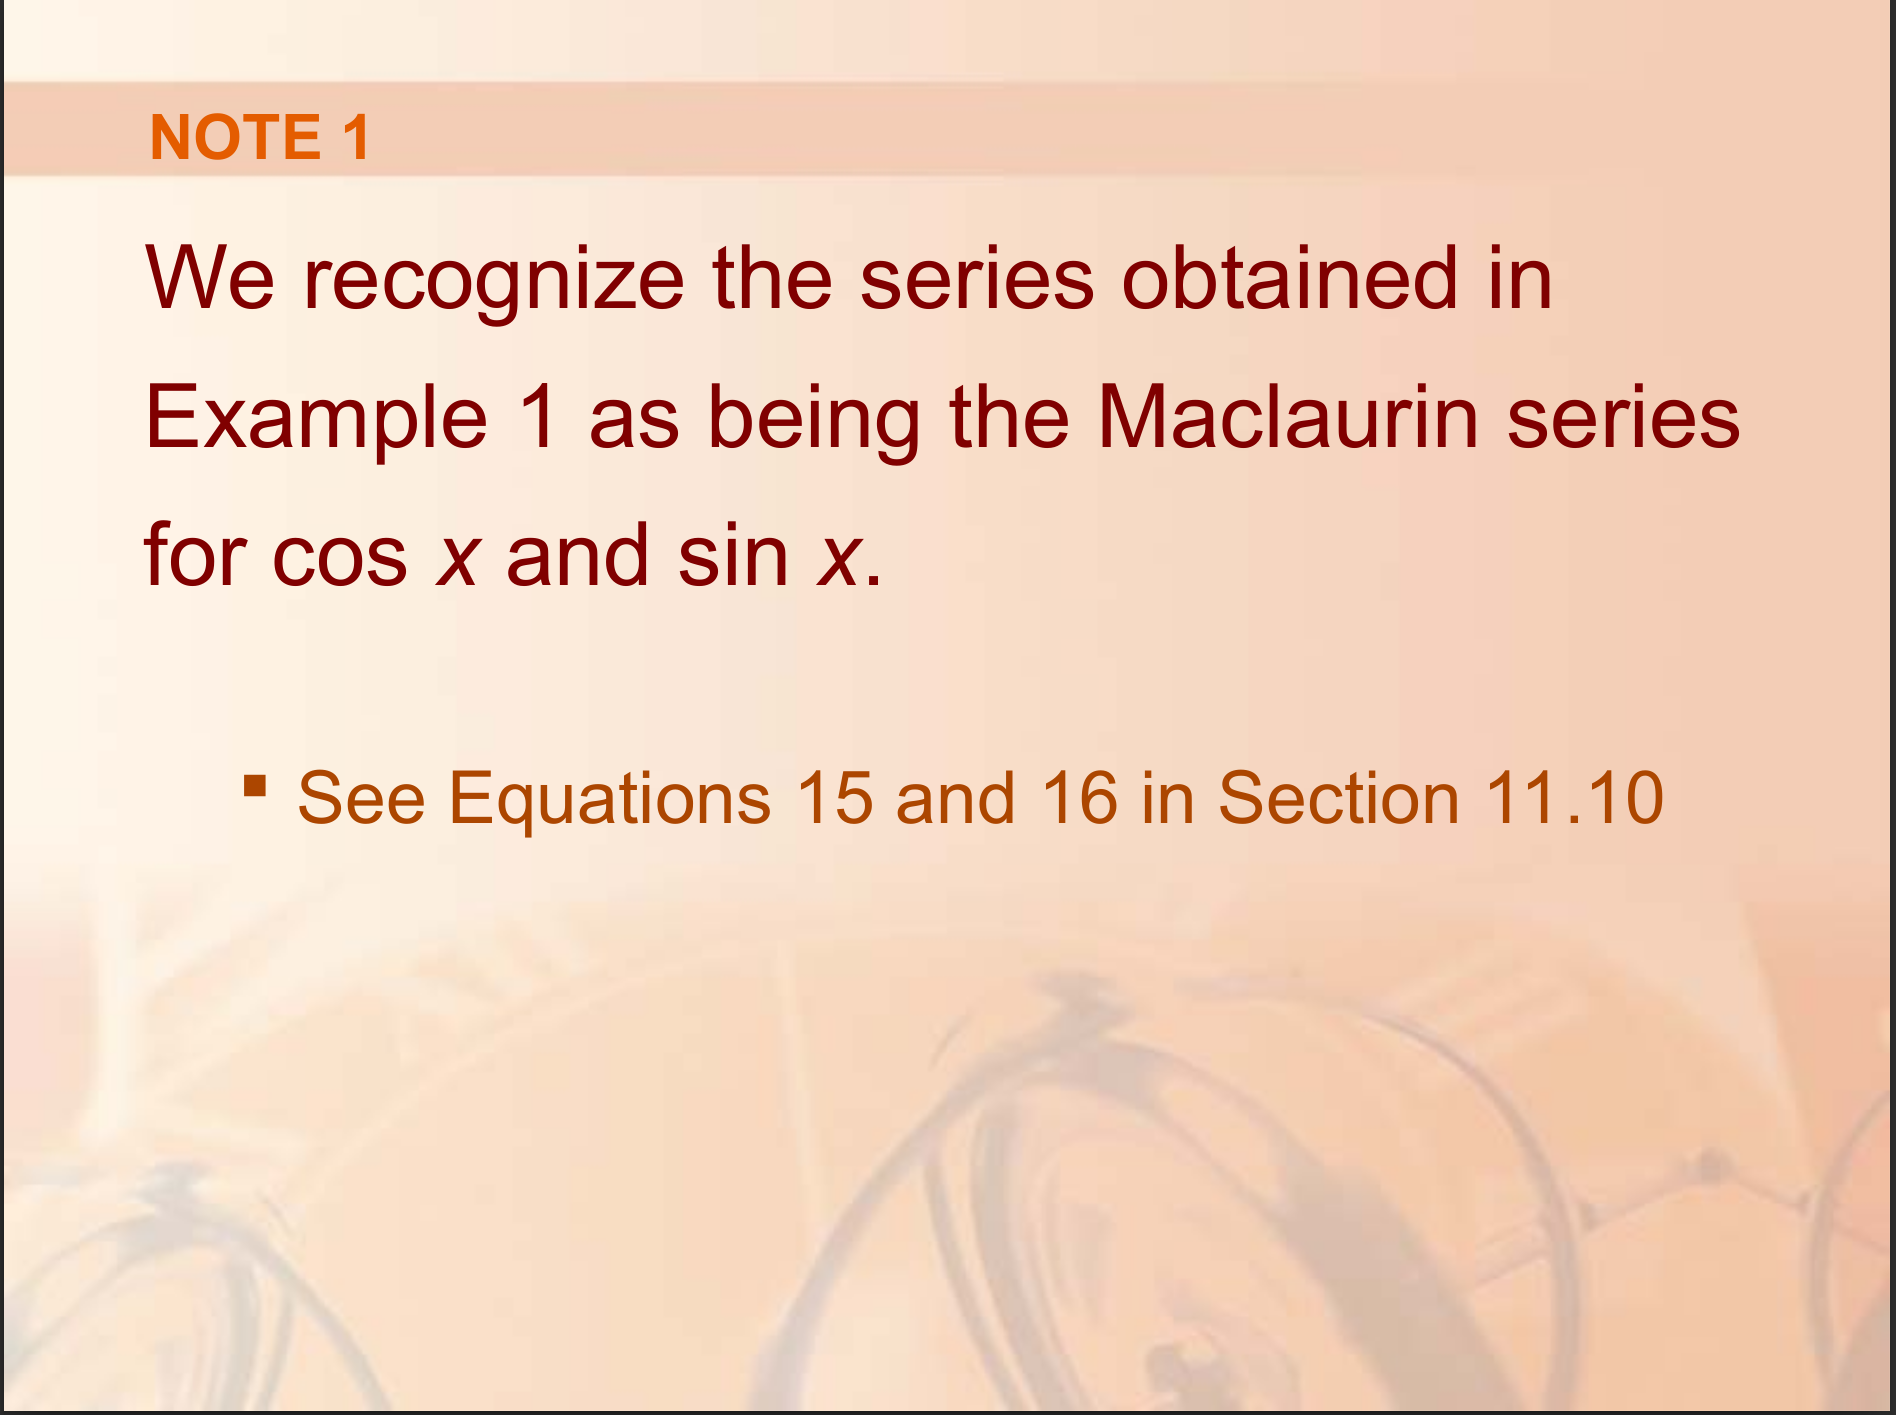 NOTE 1
We recognize the series obtained in
Example 1 as being the Maclaurin series
for cos x and sin x.
▪ See Equations 15 and 16 in Section 11.10